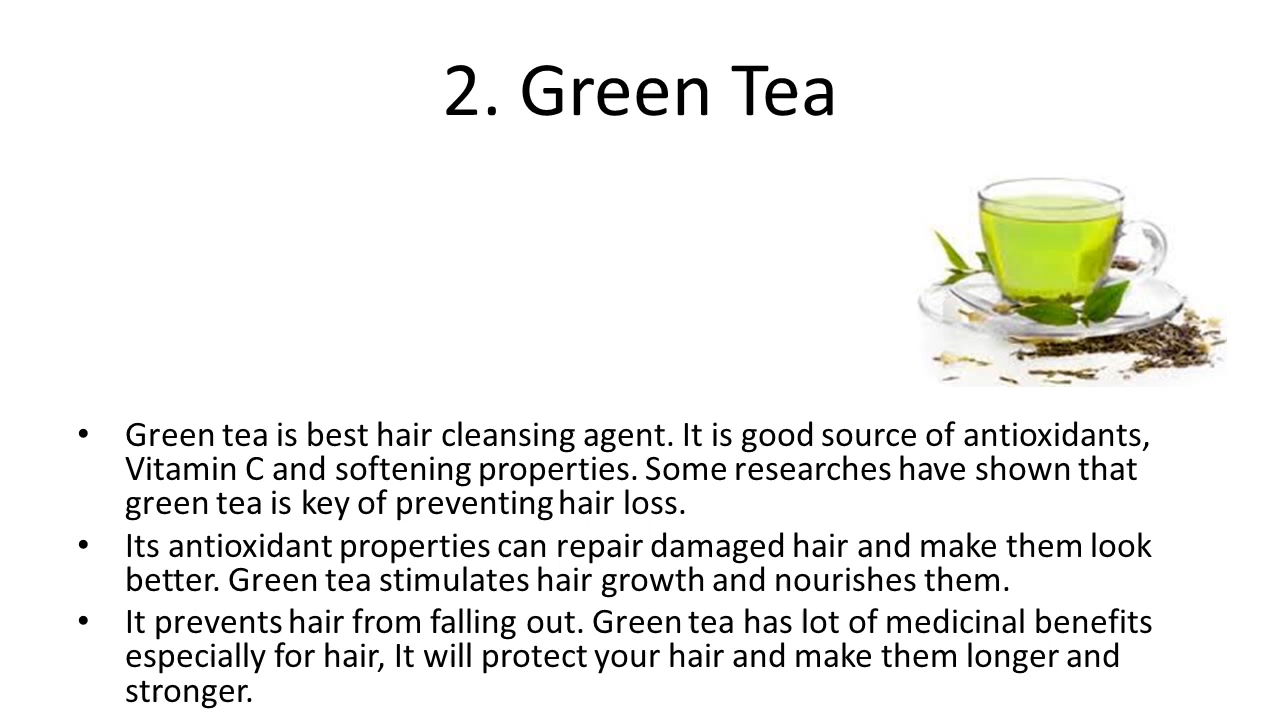 2. Green Tea
• Green tea is best hair cleansing agent. It is good source of antioxidants,
Vitamin C and softening properties. Some researches have shown that
green tea is key of preventing hair loss.
• Its antioxidant properties can repair damaged hair and make them look
better. Green tea stimulates hair growth and nourishes them.
• It prevents hair from falling out. Green tea has lot of medicinal benefits
especially for hair, It will protect your hair and make them longer and
stronger.